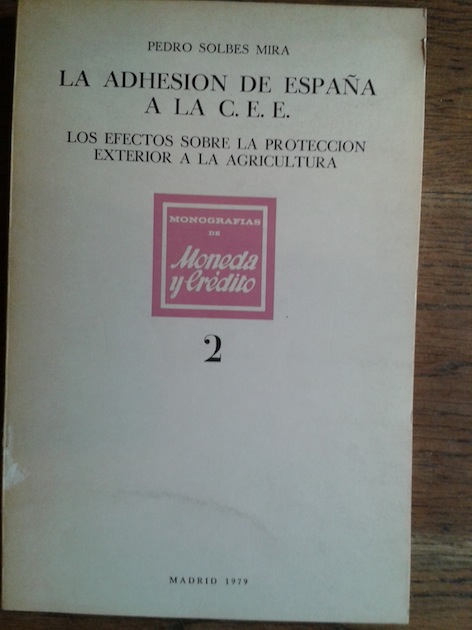 PEDRO SOLBES MIRA
LA ADHESION DE ESPAÑA
A LA C. E. E.
LOS EFECTOS SOBRE LA PROTECCION
EXTERIOR A LA AGRICULTURA
MONOGRAFIAS
DE
Moneda
y Crédito
2
MADRID 1979